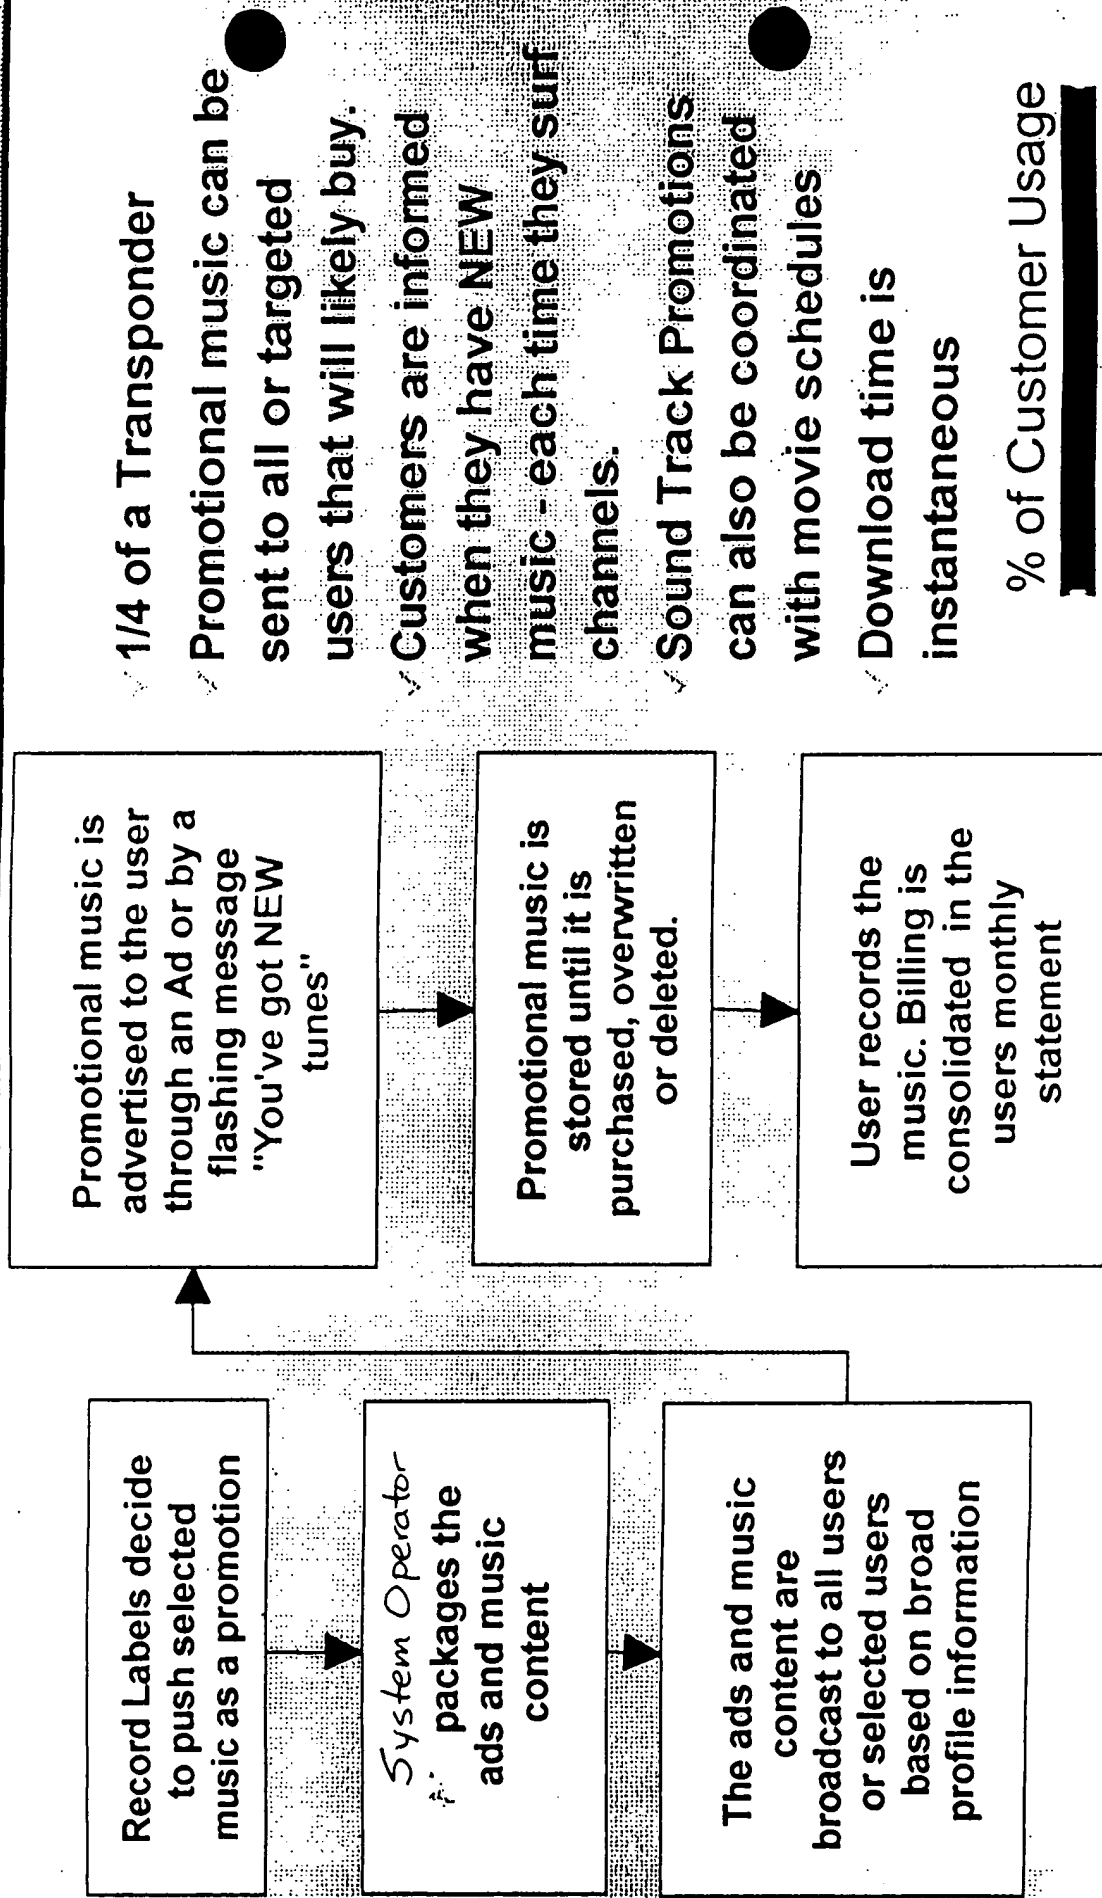 Record Labels decide
to push selected
music as a promotion
System Operator
packages the
ads and music
content
The ads and music
content are
broadcast to all users
or selected users
based on broad
profile information
Promotional music is
advertised to the user
through an Ad or by a
flashing message
"You've got NEW
tunes"
Promotional music is
stored until it is
purchased, overwritten
or deleted.
User records the
music. Billing is
consolidated in the
users monthly
statement
✓ 1/4 of a Transponder
✓ Promotional music can be
sent to all or targeted
users that will likely buy.
✓ Customers are informed
when they have NEW
music - each time they surf
channels.
✓ Sound Track Promotions
can also be coordinated
with movie schedules
✓ Download time is
instantaneous
% of Customer Usage